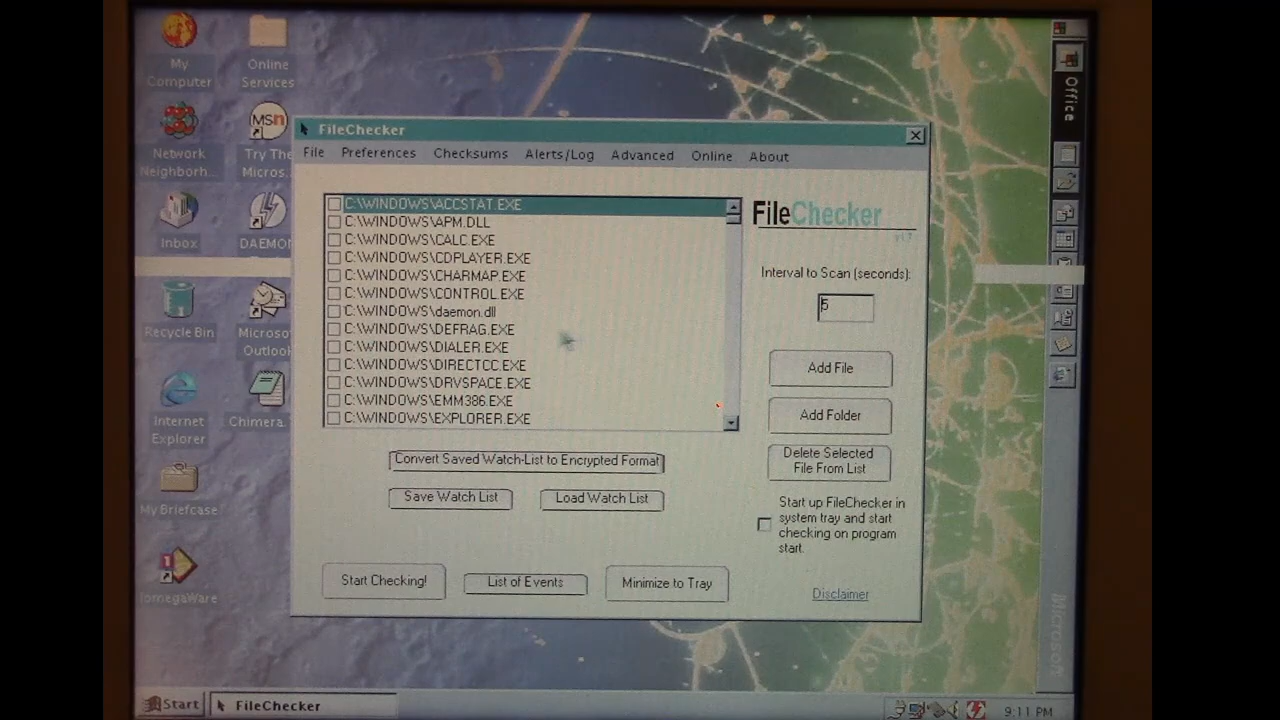 My
Computer
Online
Services
Network
Neighborh...
MSn
Try The
Micros...
Inbox
DAEMON
Recycle Bin
Microso
Outlook
Internet
Explorer
Chimera.
My Briefcase
IomegaWare
FileChecker
File Preferences Checksums Alerts/Log Advanced Online About
C:\WINDOWS\ACCSTAT.EXE
C:\WINDOWS\APM.DLL
C:\WINDOWS\CALC.EXE
C:\WINDOWS\CDPLAYER.EXE
C:\WINDOWS\CHARMAP.EXE
C:\WINDOWS\CONTROL.EXE
C:\WINDOWS\daemon.dll
C:\WINDOWS\DEFRAG.EXE
C:\WINDOWS\DIALER.EXE
C:\WINDOWS\DIRECTCC.EXE
C:\WINDOWS\DRVSPACE.EXE
C:\WINDOWS\EMM386.EXE
C:\WINDOWS\EXPLORER.EXE
FileChecker
v1.7
Interval to Scan (seconds):
5
Add File
Add Folder
Delete Selected
File From List
Convert Saved Watch-List to Encrypted Format
Save Watch List
Load Watch List
Start up FileChecker in
system tray and start
checking on program
start.
Start Checking!
List of Events
Minimize to Tray
Disclaimer
Office
Microsoft
Start
FileChecker
9:11 PM